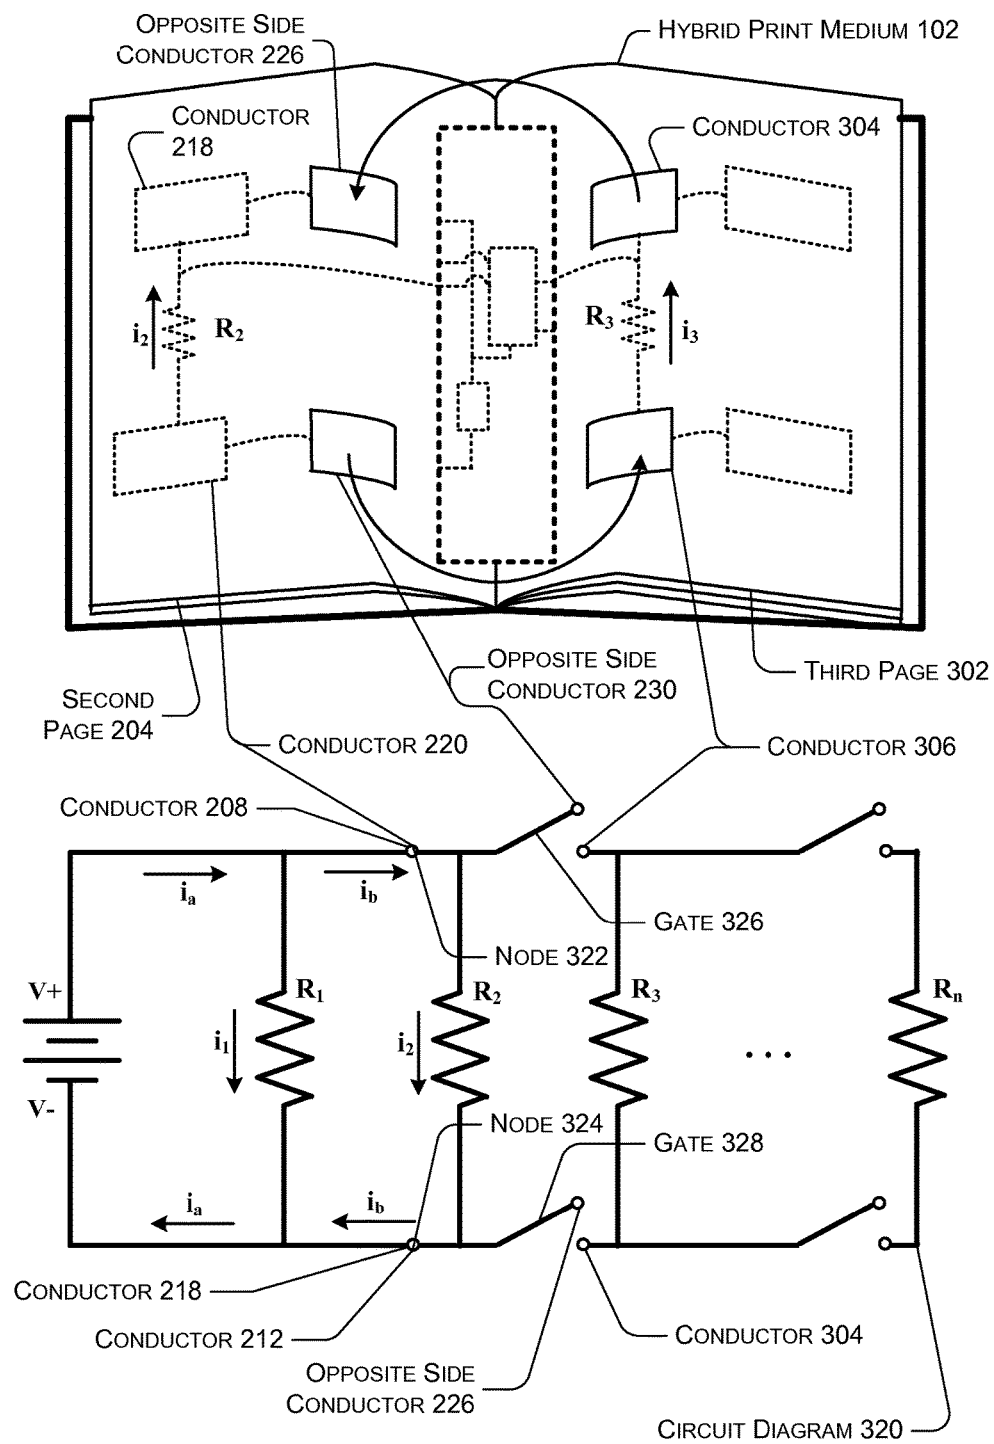 OPPOSITE SIDE
CONDUCTOR 226
HYBRID PRINT MEDIUM 102
CONDUCTOR
218
CONDUCTOR 304
i2
R2
R3
i3
OPPOSITE SIDE
CONDUCTOR 230
THIRD PAGE 302
SECOND
PAGE 204
CONDUCTOR 220
CONDUCTOR 306
CONDUCTOR 208
ia
ib
GATE 326
NODE 322
V+
R1
R2
R3
Rn
i1
i2
...
V-
NODE 324
GATE 328
ia
ib
CONDUCTOR 218
CONDUCTOR 212
CONDUCTOR 304
OPPOSITE SIDE
CONDUCTOR 226
CIRCUIT DIAGRAM 320